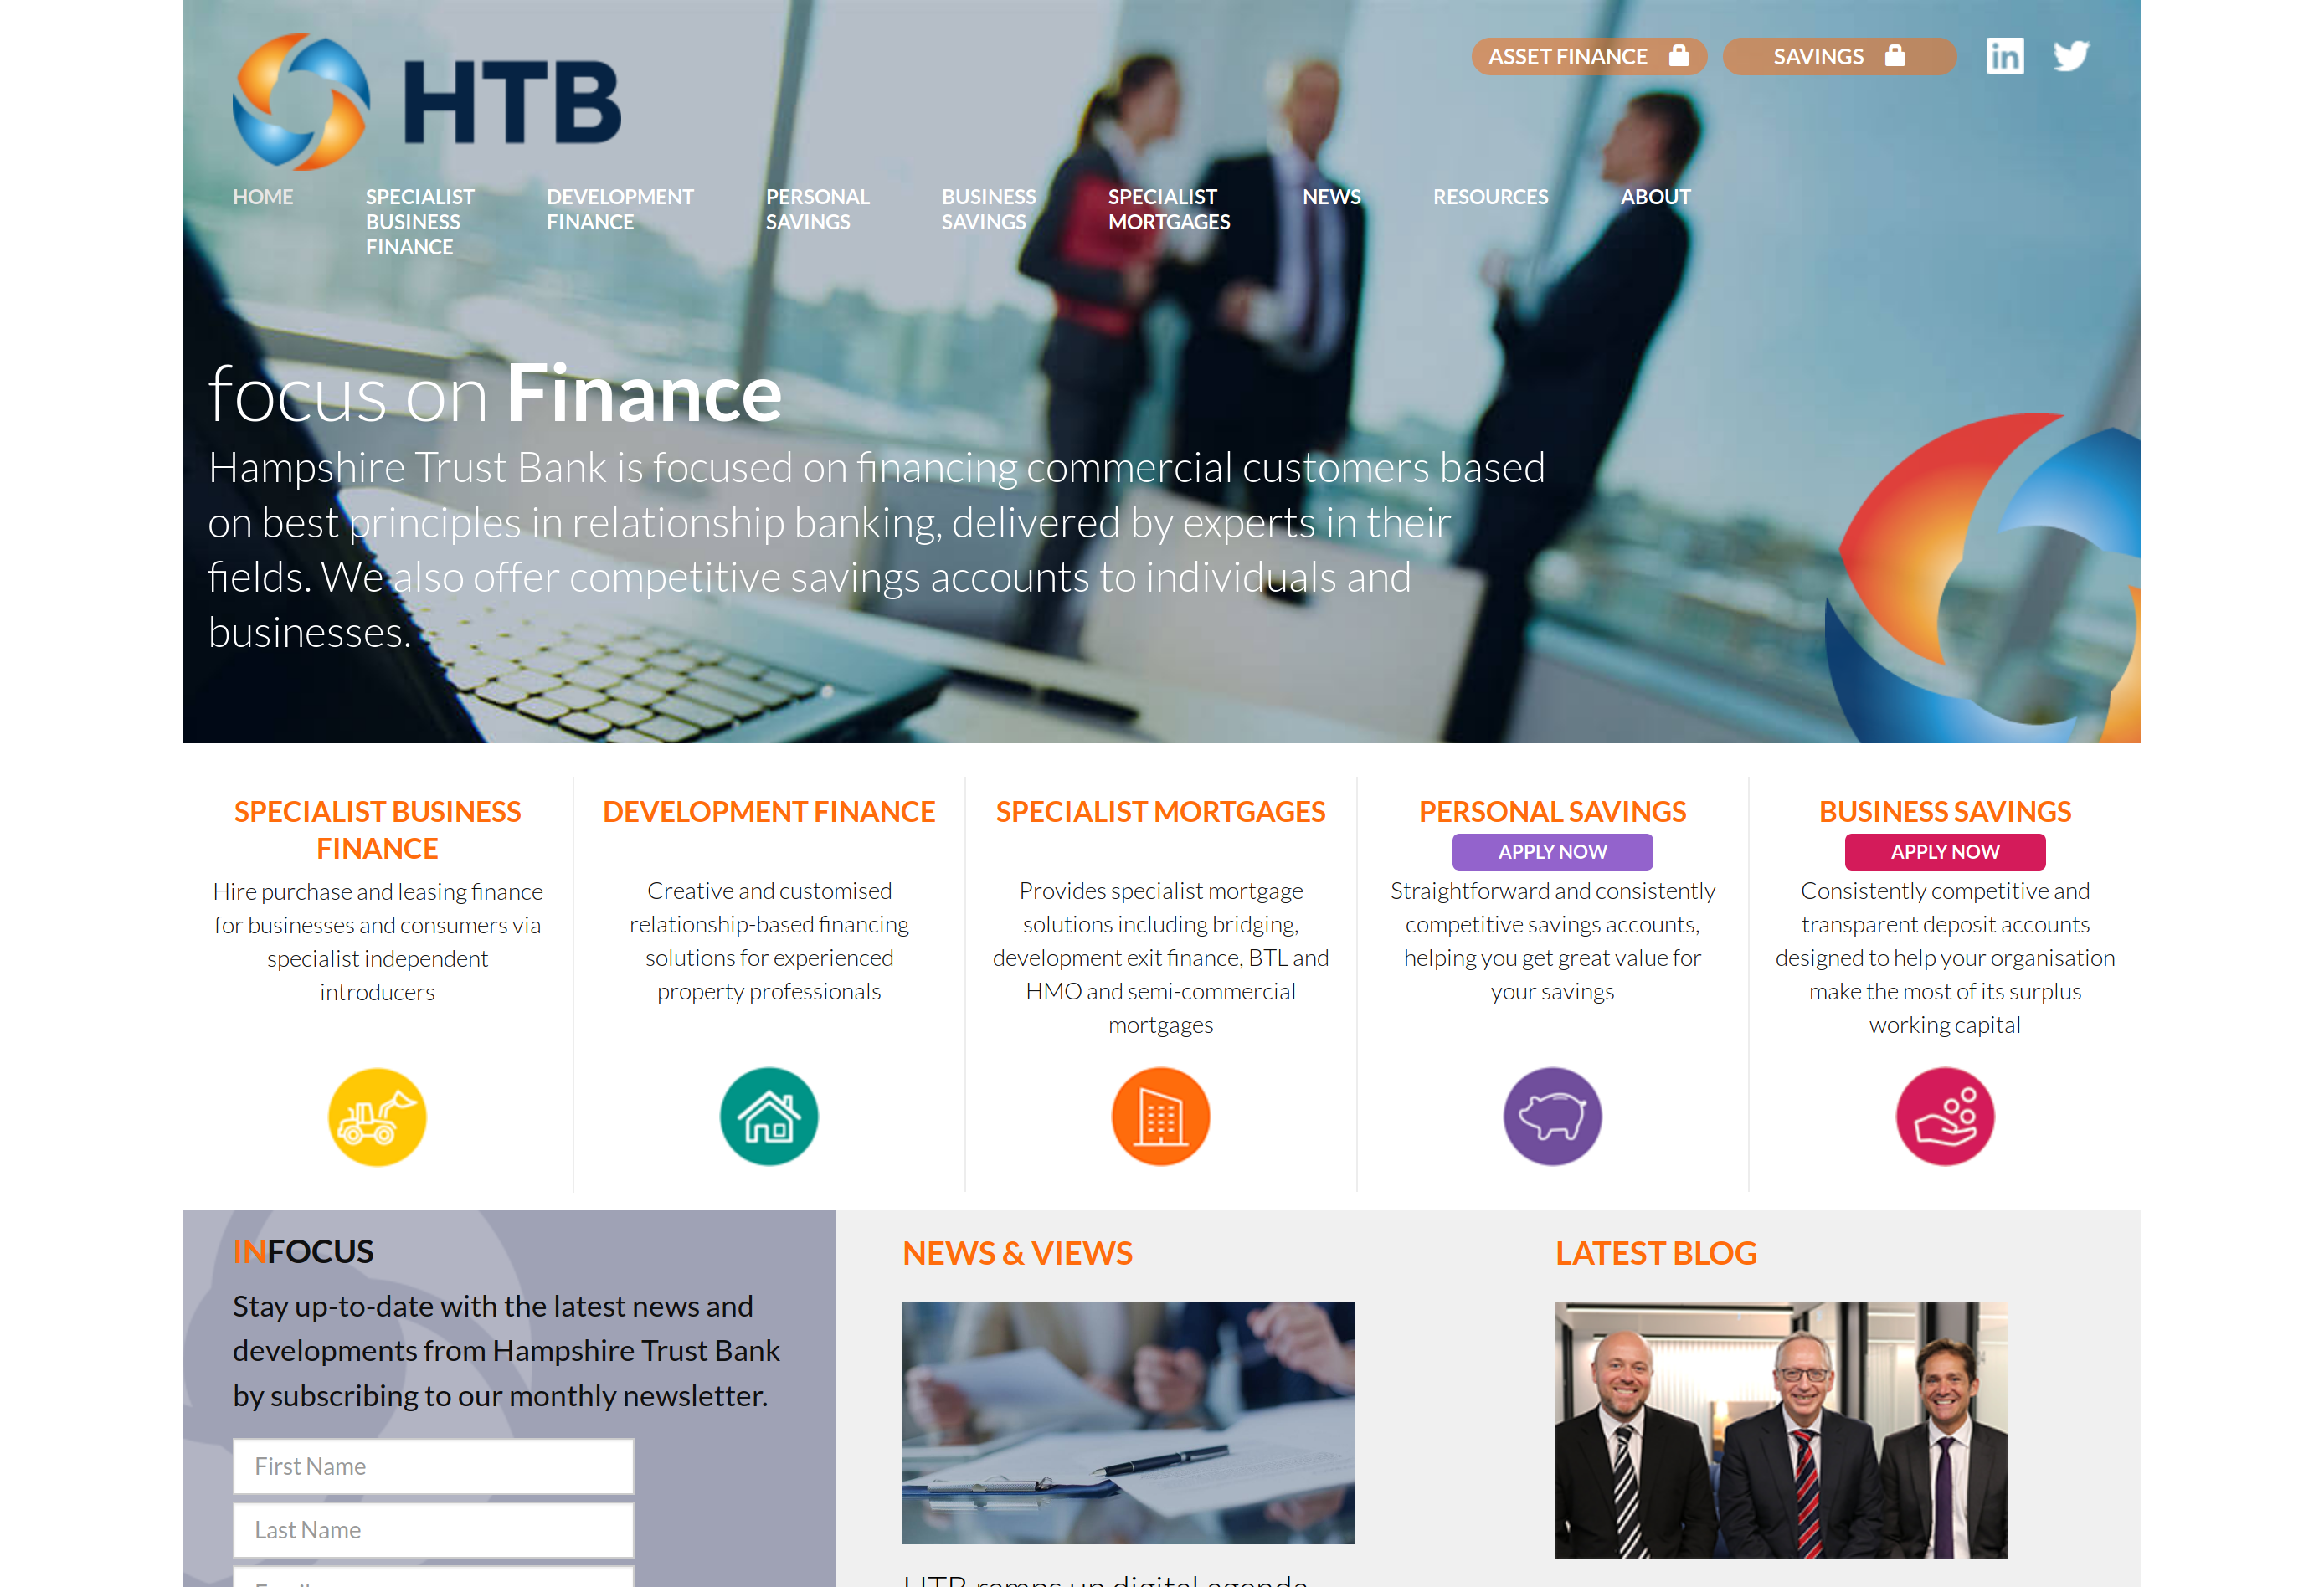 HTB
ASSET FINANCE
SAVINGS
in
HOME
SPECIALIST
BUSINESS
FINANCE
DEVELOPMENT
FINANCE
PERSONAL
SAVINGS
BUSINESS
SAVINGS
SPECIALIST
MORTGAGES
NEWS
RESOURCES
ABOUT
focus on Finance
Hampshire Trust Bank is focused on financing commercial customers based
on best principles in relationship banking, delivered by experts in their
fields. We also offer competitive savings accounts to individuals and
businesses.
SPECIALIST BUSINESS
FINANCE
Hire purchase and leasing finance
for businesses and consumers via
specialist independent
introducers
DEVELOPMENT FINANCE
Creative and customised
relationship-based financing
solutions for experienced
property professionals
SPECIALIST MORTGAGES
Provides specialist mortgage
solutions including bridging,
development exit finance, BTL and
HMO and semi-commercial
mortgages
PERSONAL SAVINGS
APPLY NOW
Straightforward and consistently
competitive savings accounts,
helping you get great value for
your savings
BUSINESS SAVINGS
APPLY NOW
Consistently competitive and
transparent deposit accounts
designed to help your organisation
make the most of its surplus
working capital
INFOCUS
Stay up-to-date with the latest news and
developments from Hampshire Trust Bank
by subscribing to our monthly newsletter.
First Name
Last Name
NEWS & VIEWS
HTB ramps up digital agenda
LATEST BLOG